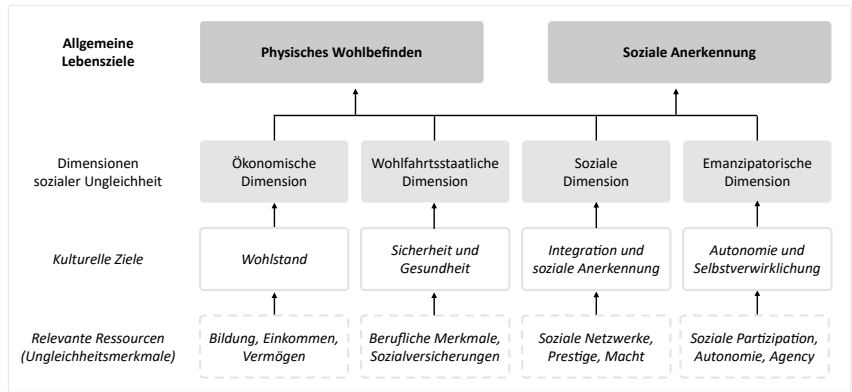 Allgemeine
Lebensziele
Physisches Wohlbefinden
Soziale Anerkennung
Dimensionen
sozialer Ungleichheit
Ökonomische
Dimension
Wohlfahrtsstaatliche
Dimension
Soziale
Dimension
Emanzipatorische
Dimension
Kulturelle Ziele
Wohlstand
Sicherheit und
Gesundheit
Integration und
soziale Anerkennung
Autonomie und
Selbstverwirklichung
Relevante Ressourcen
(Ungleichheitsmerkmale)
Bildung, Einkommen,
Vermögen
Berufliche Merkmale,
Sozialversicherungen
Soziale Netzwerke,
Prestige, Macht
Soziale Partizipation,
Autonomie, Agency